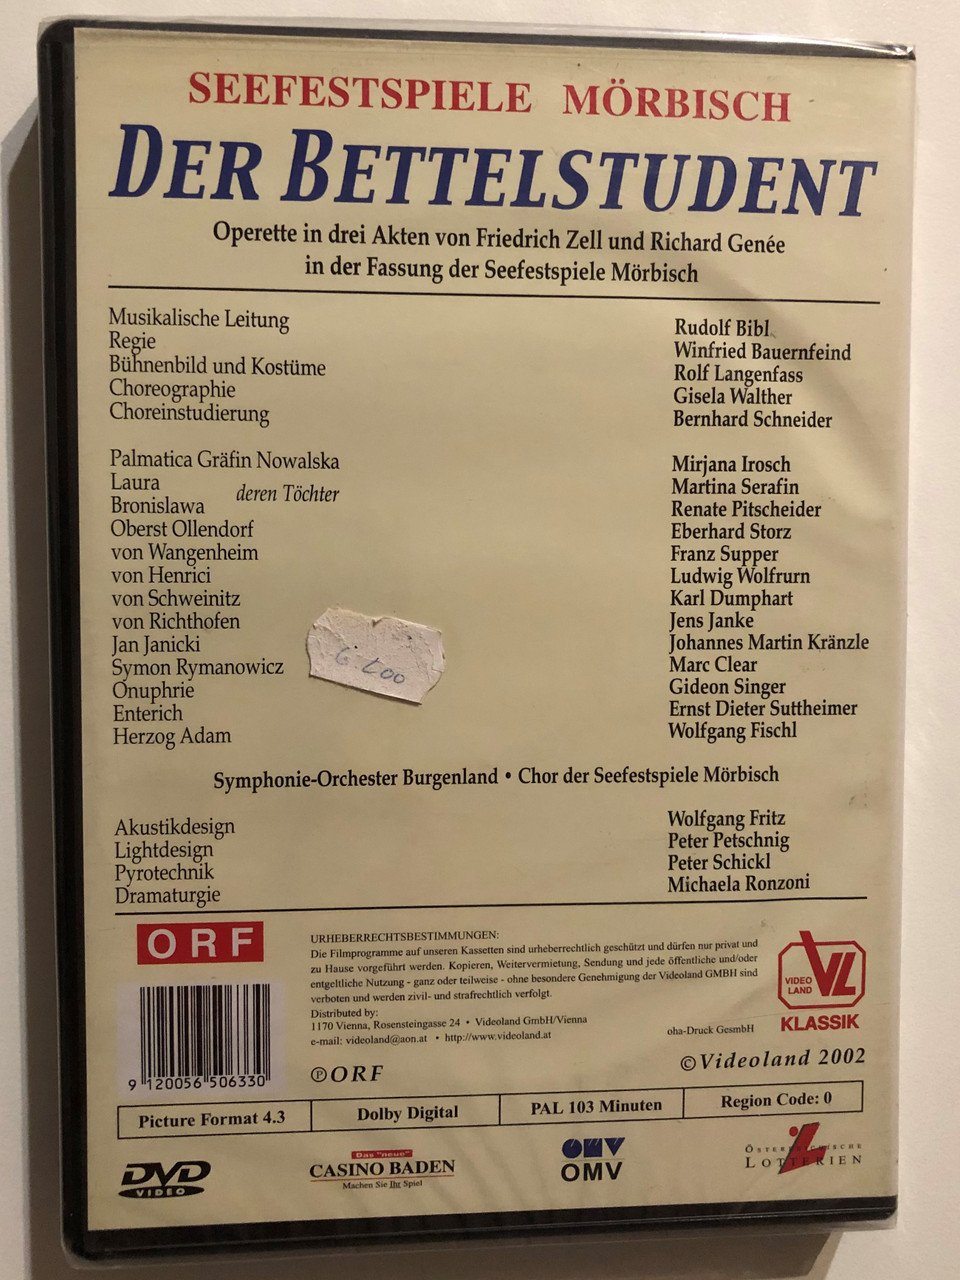 SEEFESTSPIELE MÖRBISCH
DER BETTELSTUDENT
Operette in drei Akten von Friedrich Zell und Richard Genée
in der Fassung der Seefestspiele Mörbisch
Musikalische Leitung Rudolf Bibl
Regie Winfried Bauernfeind
Bühnenbild und Kostüme Rolf Langenfass
Choreographie Gisela Walther
Choreinstudierung Bernhard Schneider
Palmatica Gräfin Nowalska Mirjana Irosch
Laura Martina Serafin
deren Töchter
Bronislawa Renate Pitscheider
Oberst Ollendorf Eberhard Storz
von Wangenheim Franz Supper
von Henrici Ludwig Wolfrurn
von Schweinitz Karl Dumphart
von Richthofen Jens Janke
Jan Janicki Johannes Martin Kränzle
Symon Rymanowicz Marc Clear
Onuphrie Gideon Singer
Enterich Ernst Dieter Suttheimer
Herzog Adam Wolfgang Fischl
Symphonie-Orchester Burgenland • Chor der Seefestspiele Mörbisch
Akustikdesign Wolfgang Fritz
Lightdesign Peter Petschnig
Pyrotechnik Peter Schickl
Dramaturgie Michaela Ronzoni
ORF
URHEBERRECHTSBESTIMMUNGEN:
Die Filmprogramme auf unseren Kassetten sind urheberrechtlich geschützt und dürfen nur privat und
zu Hause vorgeführt werden. Kopieren, Weitervermietung, Sendung und jede öffentliche und/oder
entgeltliche Nutzung - ganz oder teilweise - ohne besondere Genehmigung der Videoland GMBH sind
verboten und werden zivil- und strafrechtlich verfolgt.
Distributed by:
1170 Vienna, Rosensteingasse 24 • Videoland GmbH/Vienna
e-mail: videoland@aon.at • http://www.videoland.at
oha-Druck GesmbH
VIDEO LAND VL
KLASSIK
9 120056 506330
Ⓟ ORF
© Videoland 2002
Picture Format 4.3
Dolby Digital
PAL 103 Minuten
Region Code: 0
DVD VIDEO
Das "neue"
CASINO BADEN
Machen Sie Ihr Spiel
OMV
OMV
ÖSTERREICHISCHE
LOTTERIEN